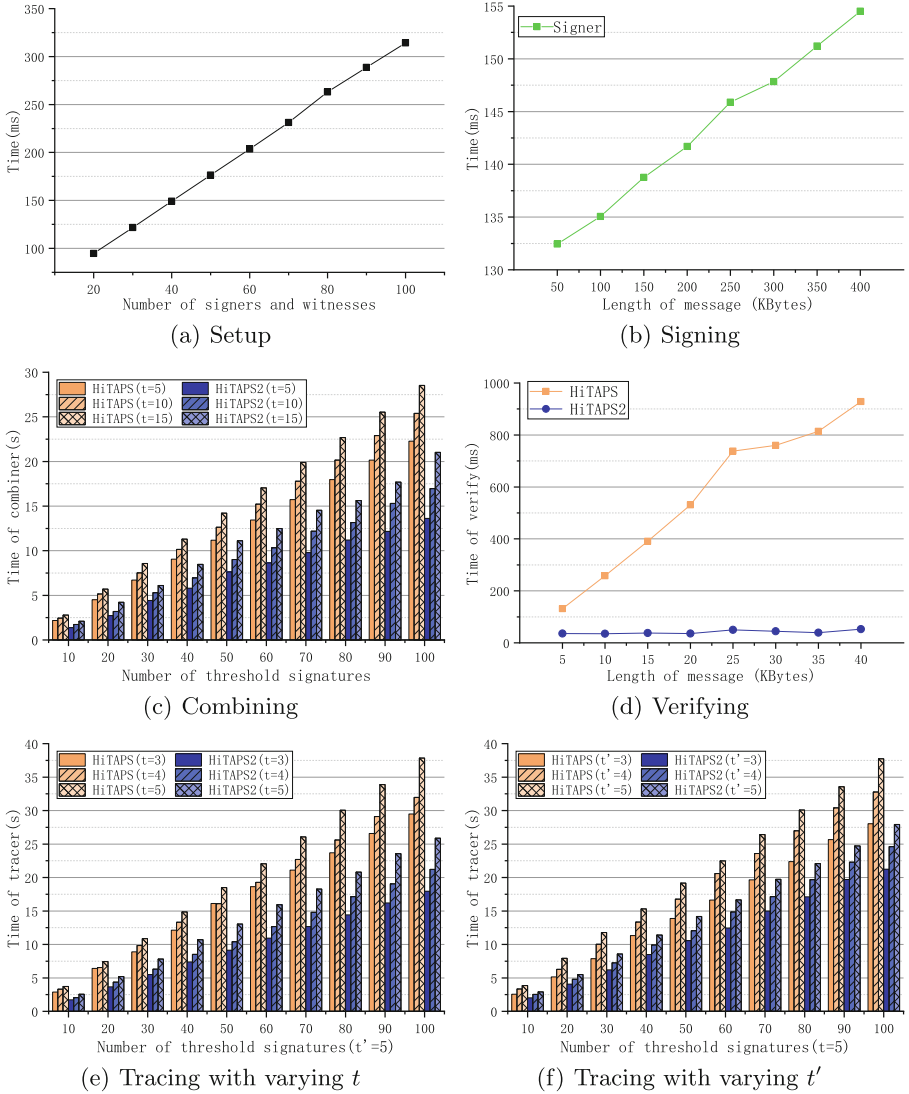 350
300
250
200
150
100
Time(ms)
20 40 60 80 100
Number of signers and witnesses
(a) Setup
155
150
145
140
135
130
Time(ms)
Signer
50 100 150 200 250 300 350 400
Length of message (KBytes)
(b) Signing
30
25
20
15
10
5
0
Time of combiner(s)
HiTAPS(t=5) HiTAPS2(t=5)
HiTAPS(t=10) HiTAPS2(t=10)
HiTAPS(t=15) HiTAPS2(t=15)
10 20 30 40 50 60 70 80 90 100
Number of threshold signatures
(c) Combining
1000
800
600
400
200
0
Time of verify(ms)
HiTAPS
HiTAPS2
5 10 15 20 25 30 35 40
Length of message (KBytes)
(d) Verifying
40
35
30
25
20
15
10
5
0
Time of tracer(s)
HiTAPS(t=3) HiTAPS2(t=3)
HiTAPS(t=4) HiTAPS2(t=4)
HiTAPS(t=5) HiTAPS2(t=5)
10 20 30 40 50 60 70 80 90 100
Number of threshold signatures(t'=5)
(e) Tracing with varying t
40
35
30
25
20
15
10
5
0
Time of tracer(s)
HiTAPS(t'=3) HiTAPS2(t'=3)
HiTAPS(t'=4) HiTAPS2(t'=4)
HiTAPS(t'=5) HiTAPS2(t'=5)
10 20 30 40 50 60 70 80 90 100
Number of threshold signatures(t=5)
(f) Tracing with varying t′